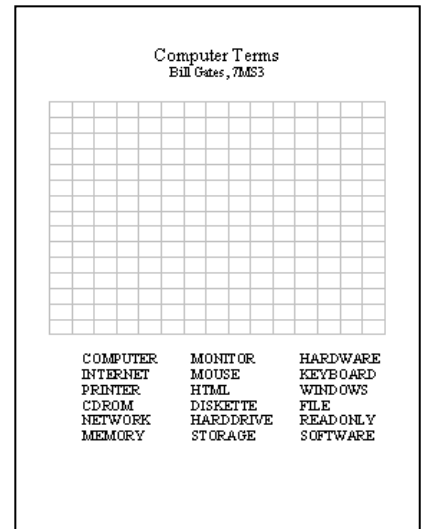 Computer Terms
Bill Gates, 7MS3
COMPUTER MONITOR HARDWARE
INTERNET MOUSE KEYBOARD
PRINTER HTML WINDOWS
CDROM DISKETTE FILE
NETWORK HARDDRIVE READONLY
MEMORY STORAGE SOFTWARE